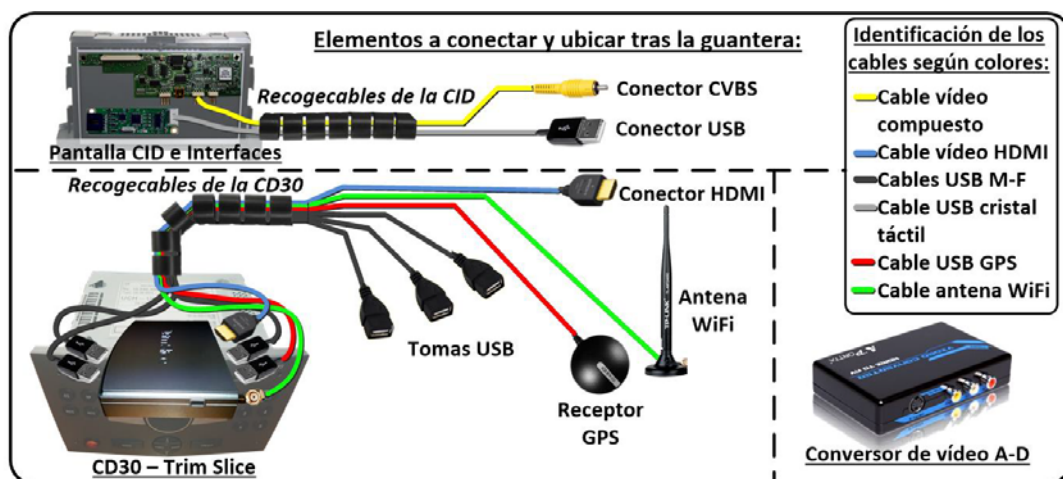 Elementos a conectar y ubicar tras la guantera:
Recogecables de la CID
Conector CVBS
Conector USB
Pantalla CID e Interfaces
Recogecables de la CD30
Conector HDMI
Tomas USB
Antena
WiFi
Receptor
GPS
CD30 – Trim Slice
Identificación de los
cables según colores:
Cable vídeo
compuesto
Cable vídeo HDMI
Cables USB M-F
Cable USB cristal
táctil
Cable USB GPS
Cable antena WiFi
Conversor de vídeo A-D
TP-LINK